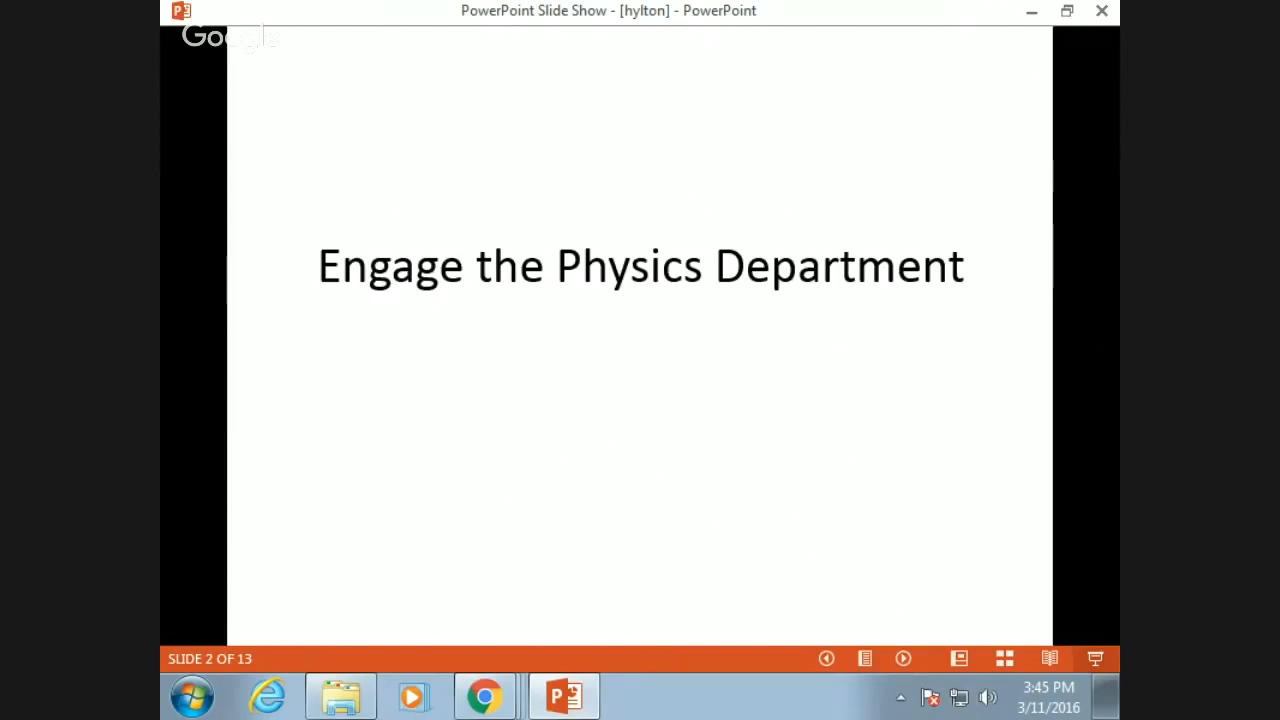 PowerPoint Slide Show - [hylton] - PowerPoint
Google
Engage the Physics Department
SLIDE 2 OF 13
3:45 PM
3/11/2016